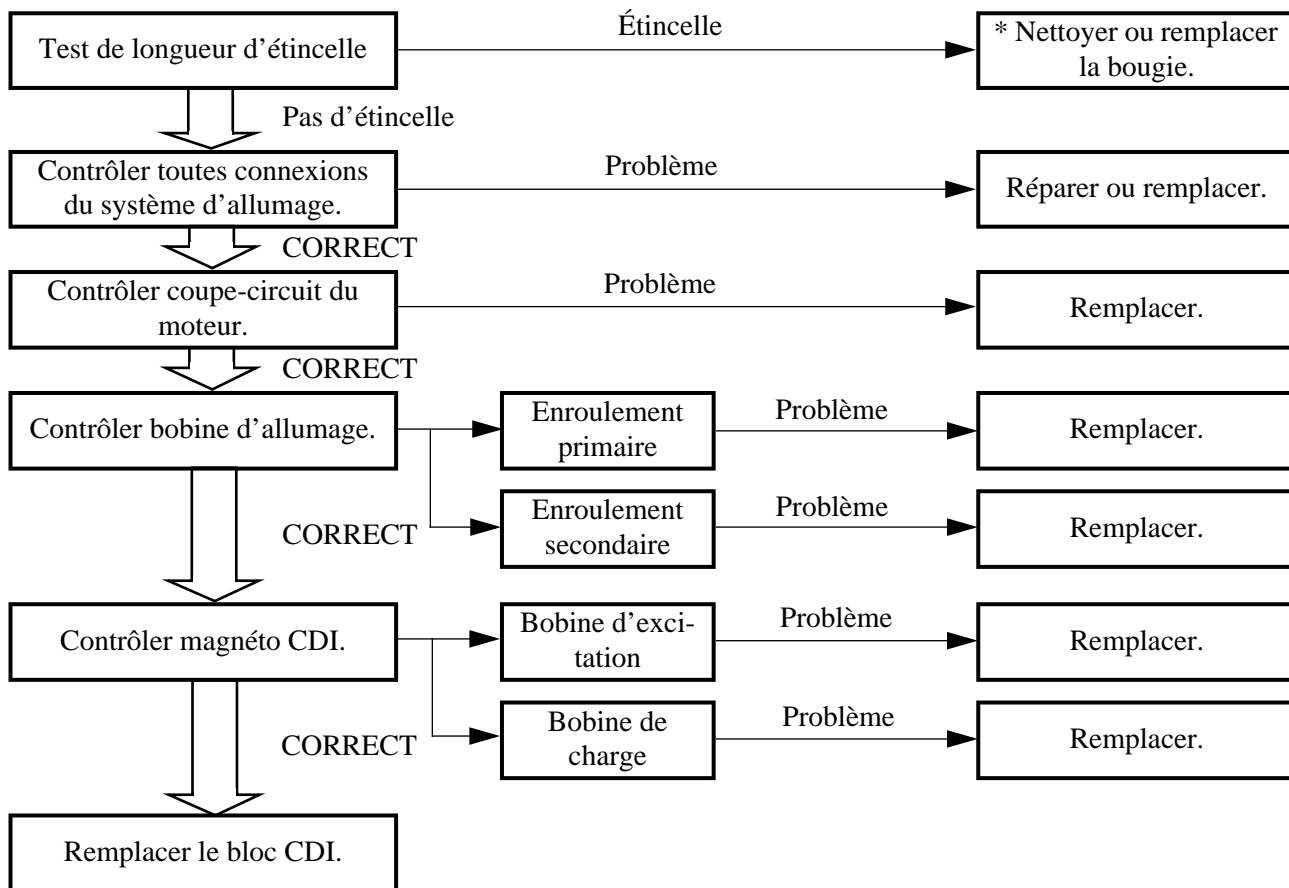 Test de longueur d’étincelle
Étincelle
* Nettoyer ou remplacer
la bougie.
Pas d’étincelle
Contrôler toutes connexions
du système d’allumage.
Problème
Réparer ou remplacer.
CORRECT
Contrôler coupe-circuit du
moteur.
Problème
Remplacer.
CORRECT
Contrôler bobine d’allumage.
Enroulement
primaire
Problème
Remplacer.
CORRECT
Enroulement
secondaire
Problème
Remplacer.
Contrôler magnéto CDI.
Bobine d’exci-
tation
Problème
Remplacer.
CORRECT
Bobine de
charge
Problème
Remplacer.
Remplacer le bloc CDI.